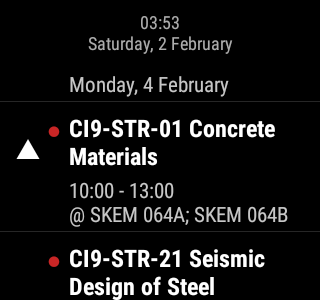 03:53
Saturday, 2 February
Monday, 4 February
CI9-STR-01 Concrete
Materials
10:00 - 13:00
@ SKEM 064A; SKEM 064B
CI9-STR-21 Seismic
Design of Steel